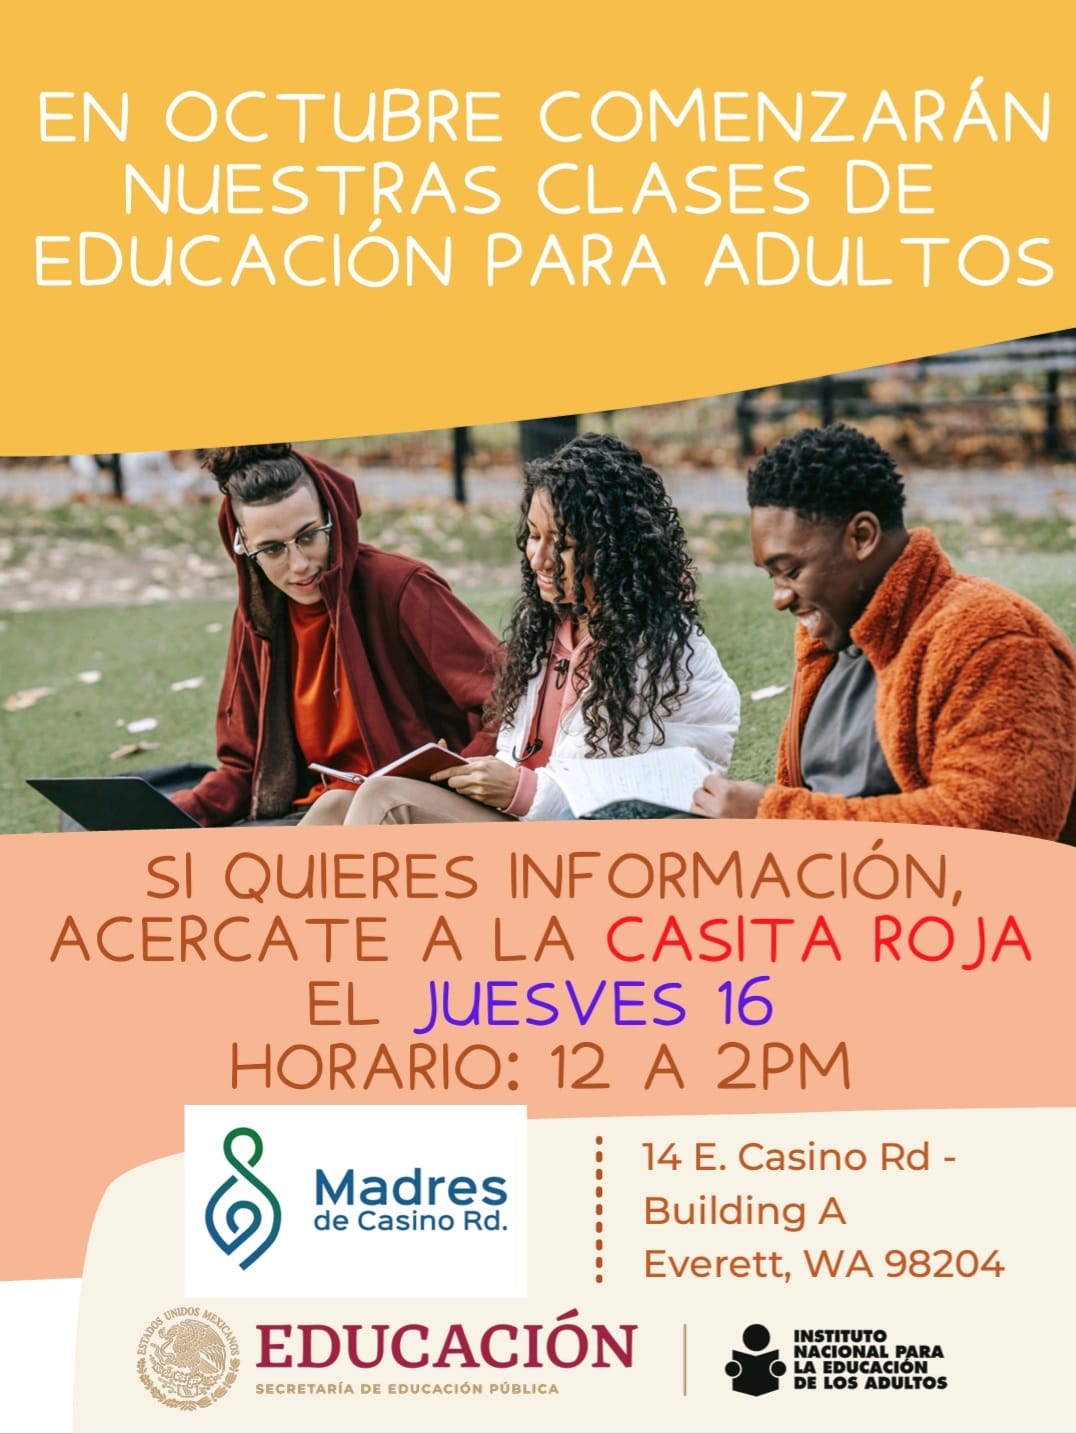 EN OCTUBRE COMENZARÁN
NUESTRAS CLASES DE
EDUCACIÓN PARA ADULTOS
SI QUIERES INFORMACIÓN,
ACERCATE A LA CASITA ROJA
EL JUESVES 16
HORARIO: 12 A 2PM
Madres
de Casino Rd.
14 E. Casino Rd -
Building A
Everett, WA 98204
ESTADOS UNIDOS MEXICANOS
EDUCACIÓN
SECRETARÍA DE EDUCACIÓN PÚBLICA
INSTITUTO
NACIONAL PARA
LA EDUCACIÓN
DE LOS ADULTOS